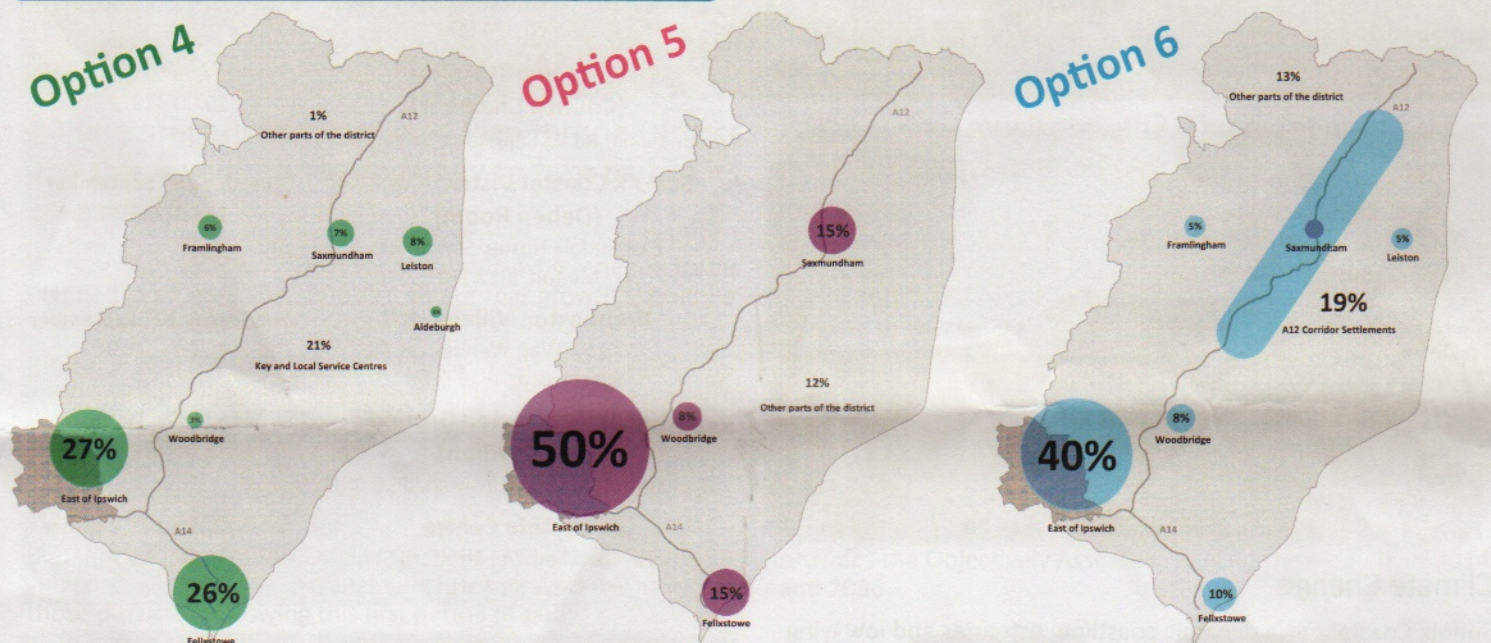 Option 4
1%
Other parts of the district
A12
6%
Framlingham
7%
Saxmundham
8%
Leiston
Aldeburgh
21%
Key and Local Service Centres
Woodbridge
27%
East of Ipswich
A14
26%
Felixstowe
Option 5
A12
15%
Saxmundham
12%
Other parts of the district
8%
Woodbridge
50%
East of Ipswich
A14
15%
Felixstowe
Option 6
13%
Other parts of the district
A12
5%
Framlingham
Saxmundham
5%
Leiston
19%
A12 Corridor Settlements
8%
Woodbridge
40%
East of Ipswich
A14
10%
Felixstowe